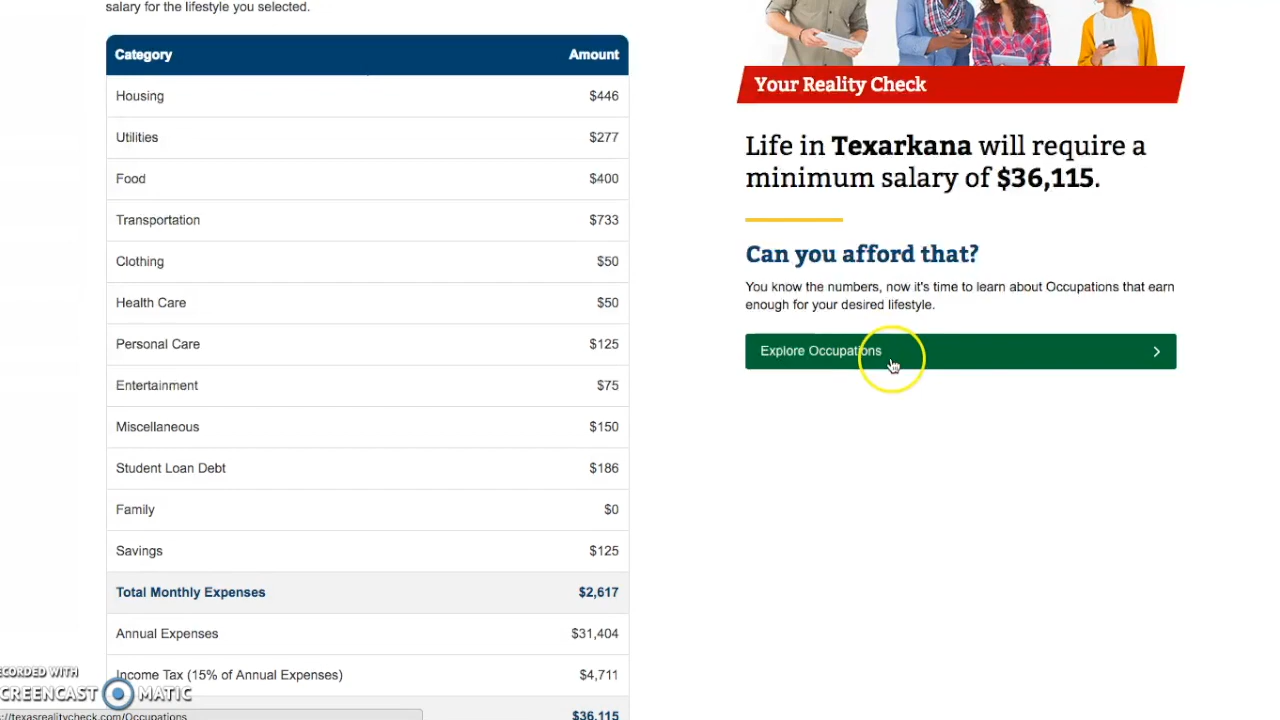 salary for the lifestyle you selected.
Category Amount
Housing $446
Utilities $277
Food $400
Transportation $733
Clothing $50
Health Care $50
Personal Care $125
Entertainment $75
Miscellaneous $150
Student Loan Debt $186
Family $0
Savings $125
Total Monthly Expenses $2,617
Annual Expenses $31,404
Income Tax (15% of Annual Expenses) $4,711
$36,115
Your Reality Check
Life in Texarkana will require a
minimum salary of $36,115.
Can you afford that?
You know the numbers, now it's time to learn about Occupations that earn
enough for your desired lifestyle.
Explore Occupations
ECORDED WITH
CREENCAST MATIC
://texasrealitycheck.com/Occupations